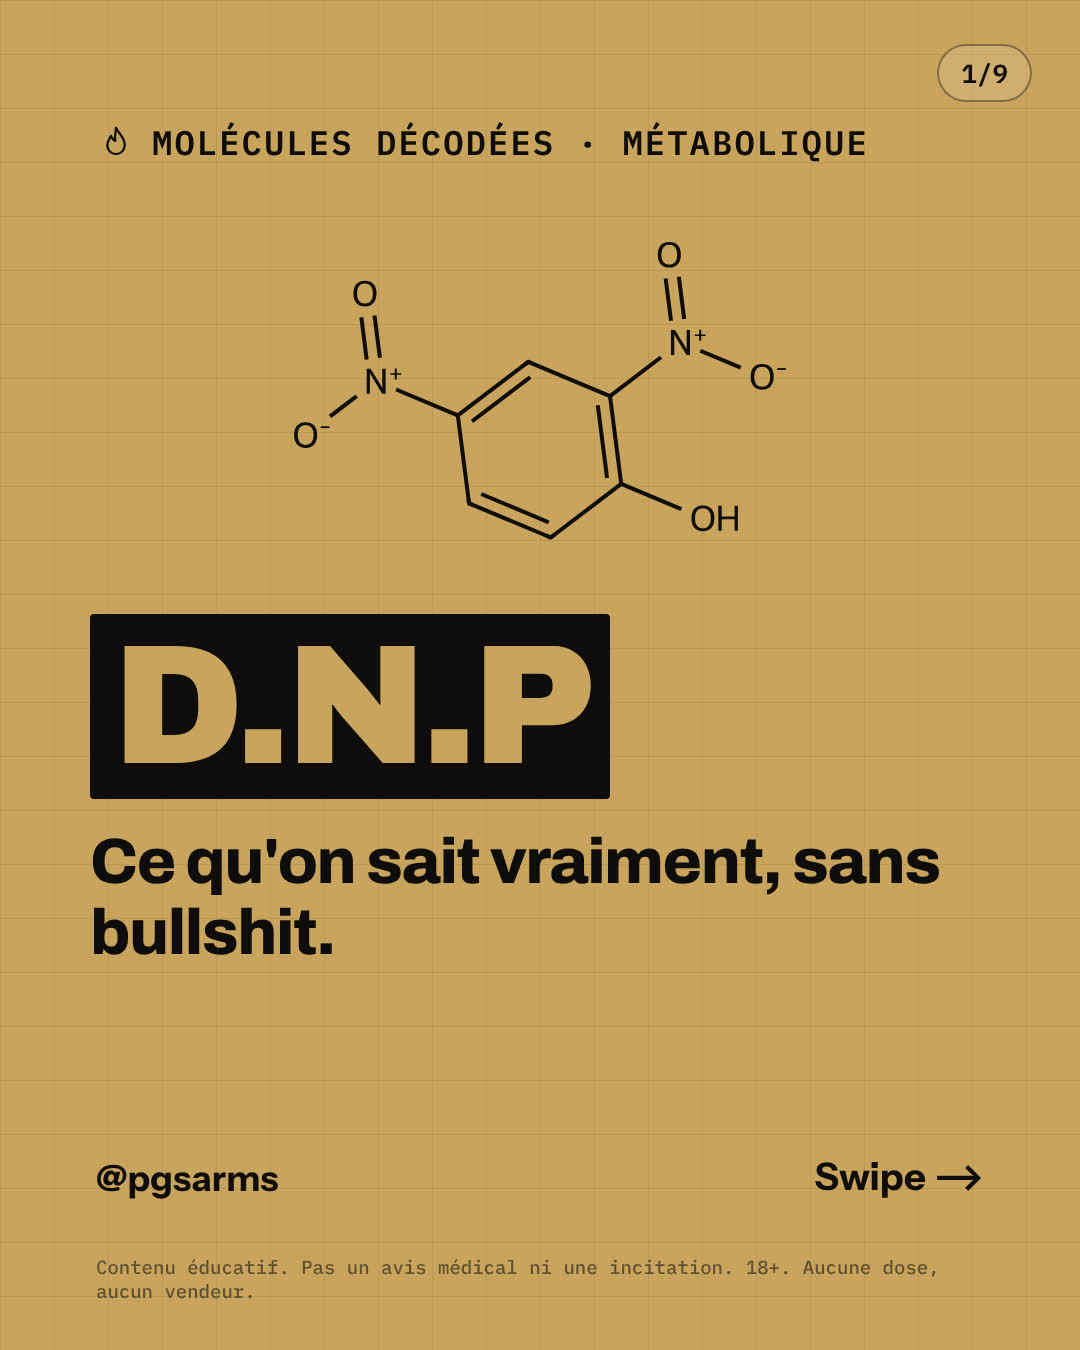 1/9
MOLÉCULES DÉCODÉES · MÉTABOLIQUE
O
O
N⁺
O⁻
N⁺
O⁻
OH
D.N.P
Ce qu'on sait vraiment, sans
bullshit.
@pgsarms
Swipe →
Contenu éducatif. Pas un avis médical ni une incitation. 18+. Aucune dose,
aucun vendeur.